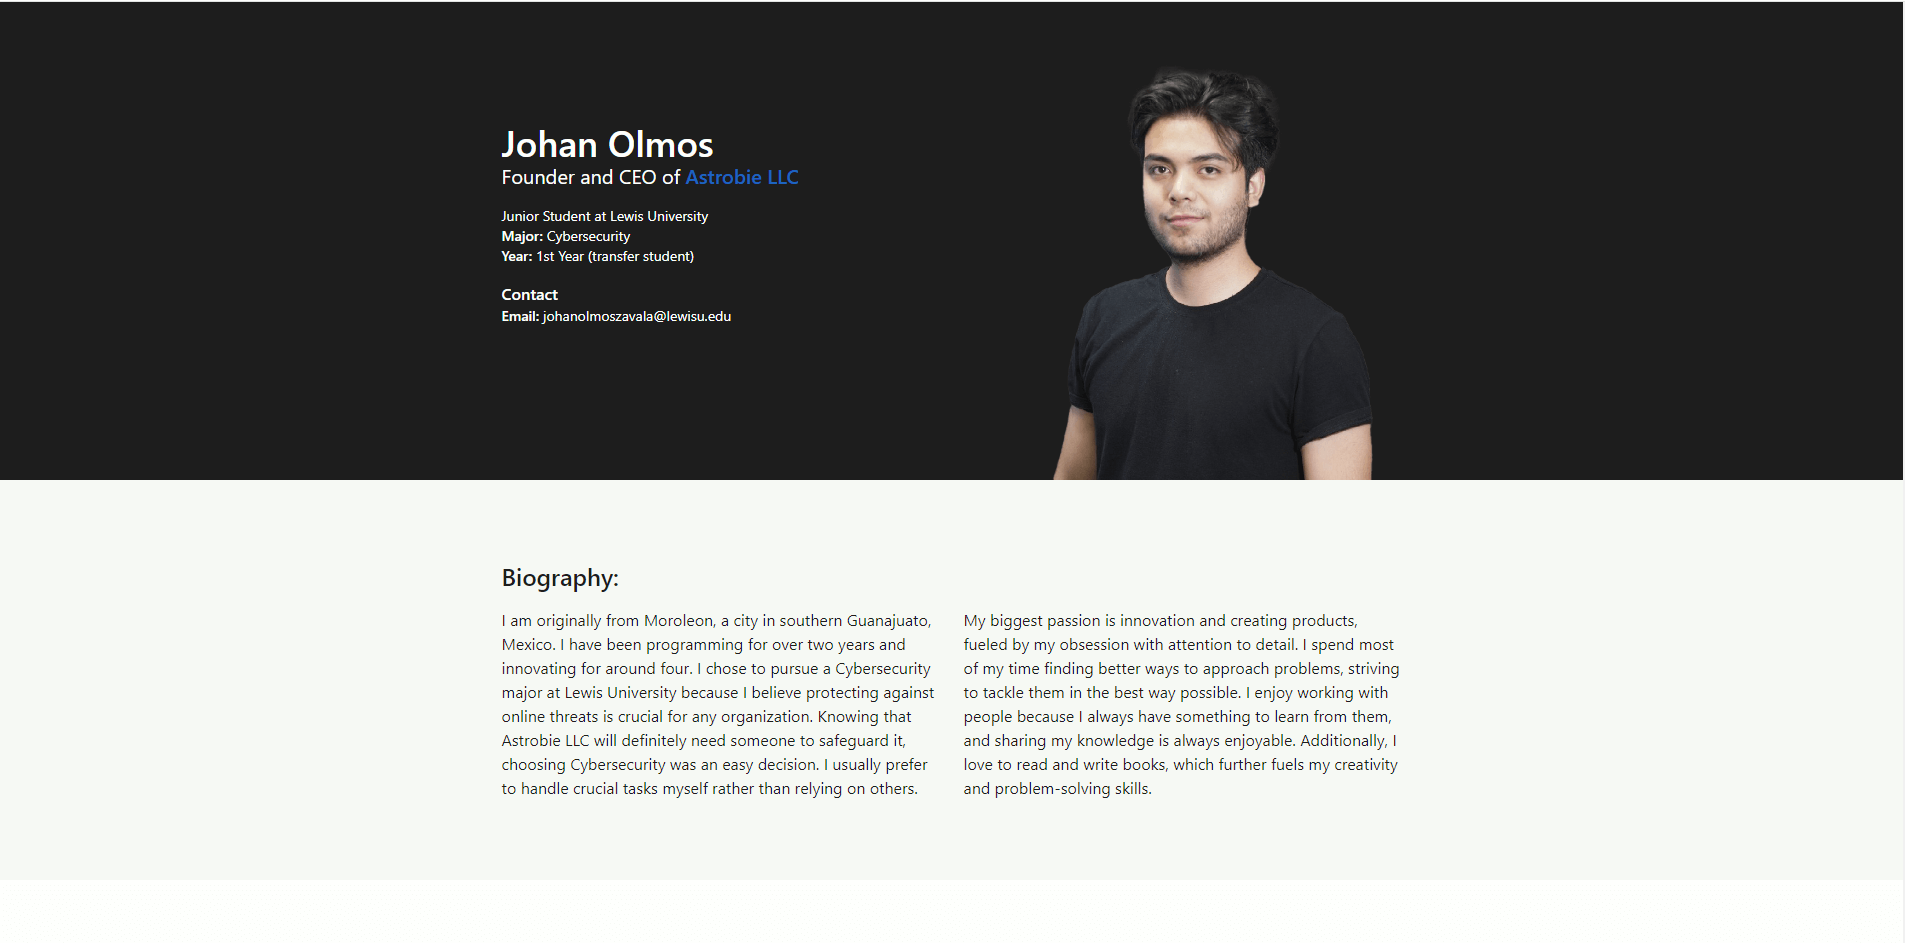 Johan Olmos
Founder and CEO of Astrobie LLC
Junior Student at Lewis University
Major: Cybersecurity
Year: 1st Year (transfer student)
Contact
Email: johanolmoszavala@lewisu.edu
Biography:
I am originally from Moroleon, a city in southern Guanajuato,
Mexico. I have been programming for over two years and
innovating for around four. I chose to pursue a Cybersecurity
major at Lewis University because I believe protecting against
online threats is crucial for any organization. Knowing that
Astrobie LLC will definitely need someone to safeguard it,
choosing Cybersecurity was an easy decision. I usually prefer
to handle crucial tasks myself rather than relying on others.
My biggest passion is innovation and creating products,
fueled by my obsession with attention to detail. I spend most
of my time finding better ways to approach problems, striving
to tackle them in the best way possible. I enjoy working with
people because I always have something to learn from them,
and sharing my knowledge is always enjoyable. Additionally, I
love to read and write books, which further fuels my creativity
and problem-solving skills.